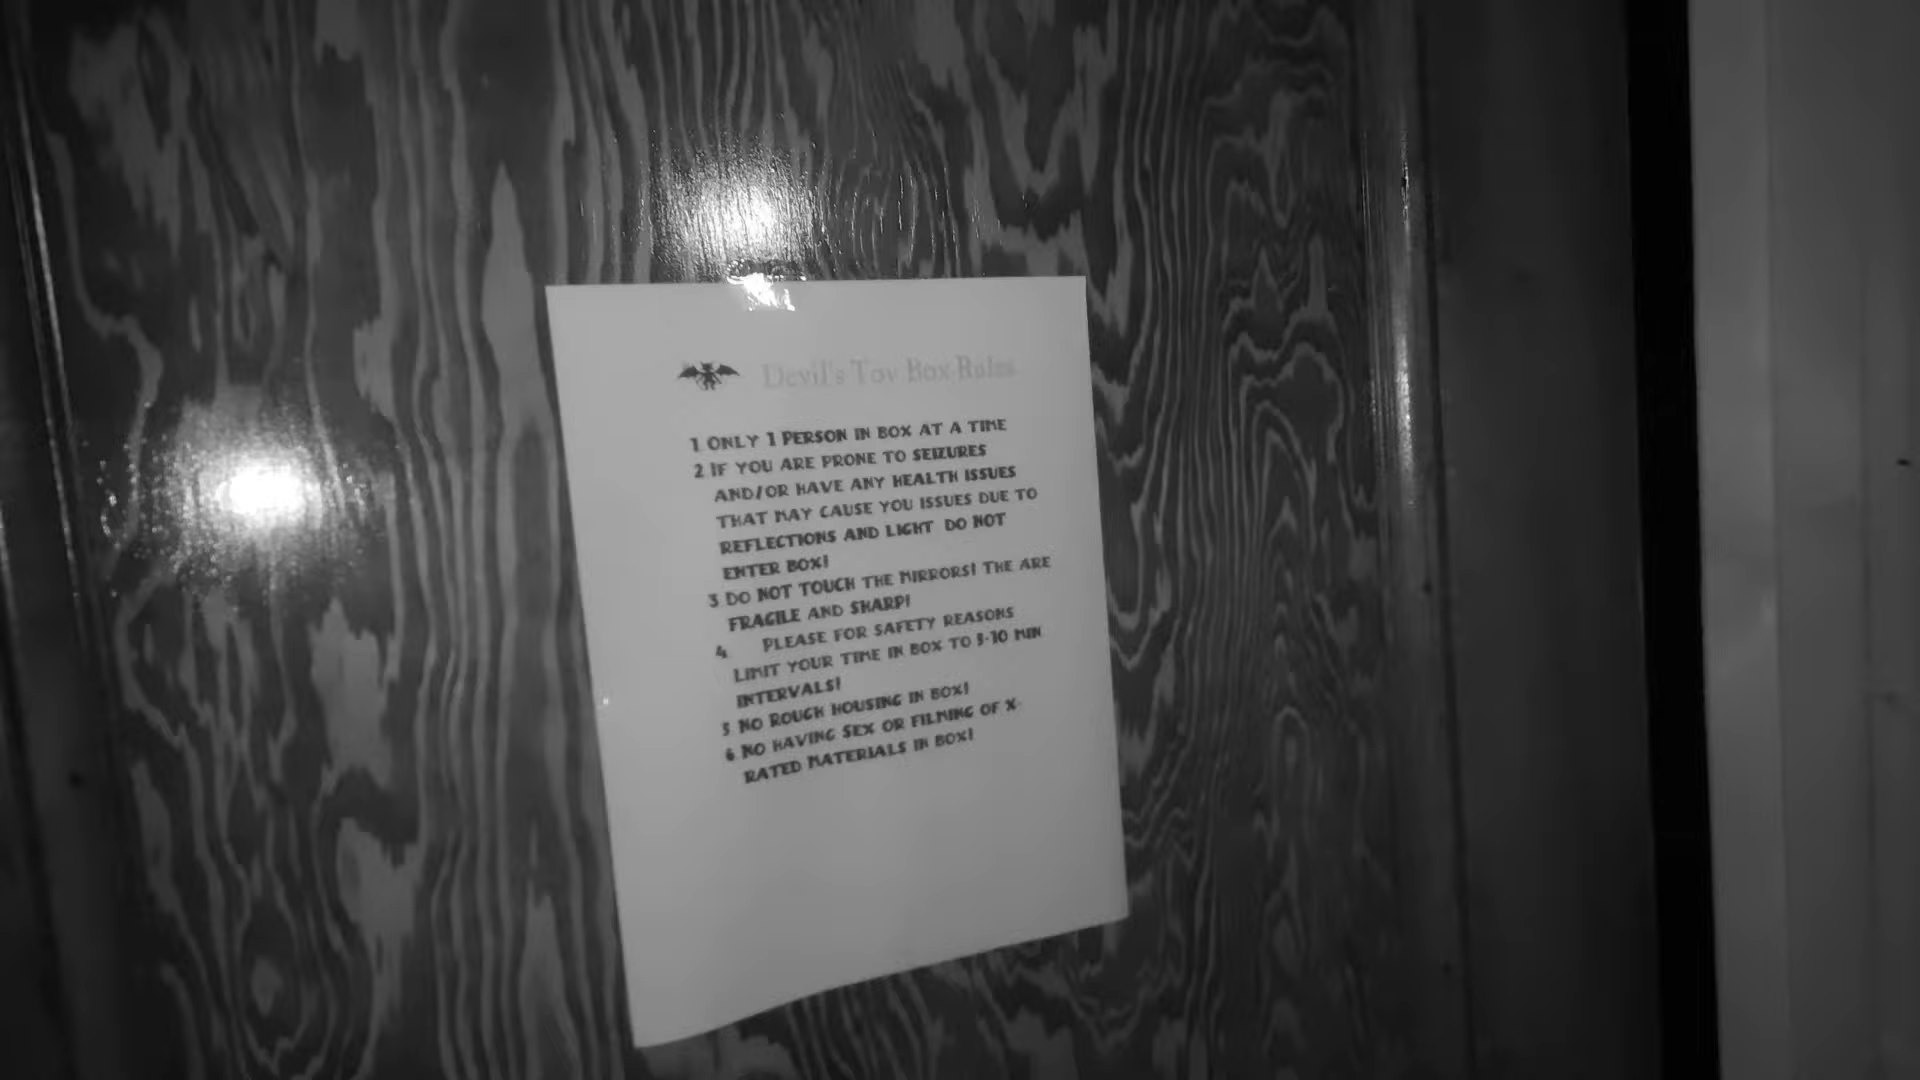 Devil's Toy Box Rules
1 ONLY 1 PERSON IN BOX AT A TIME
2 IF YOU ARE PRONE TO SEIZURES
AND/OR HAVE ANY HEALTH ISSUES
THAT MAY CAUSE YOU ISSUES DUE TO
REFLECTIONS AND LIGHT DO NOT
ENTER BOX!
3 DO NOT TOUCH THE MIRRORS! THE ARE
FRAGILE AND SHARP!
4 PLEASE FOR SAFETY REASONS
LIMIT YOUR TIME IN BOX TO 5-10 MIN
INTERVALS!
5 NO ROUGH HOUSING IN BOX!
6 NO HAVING SEX OR FILMING OF X-
RATED MATERIALS IN BOX!